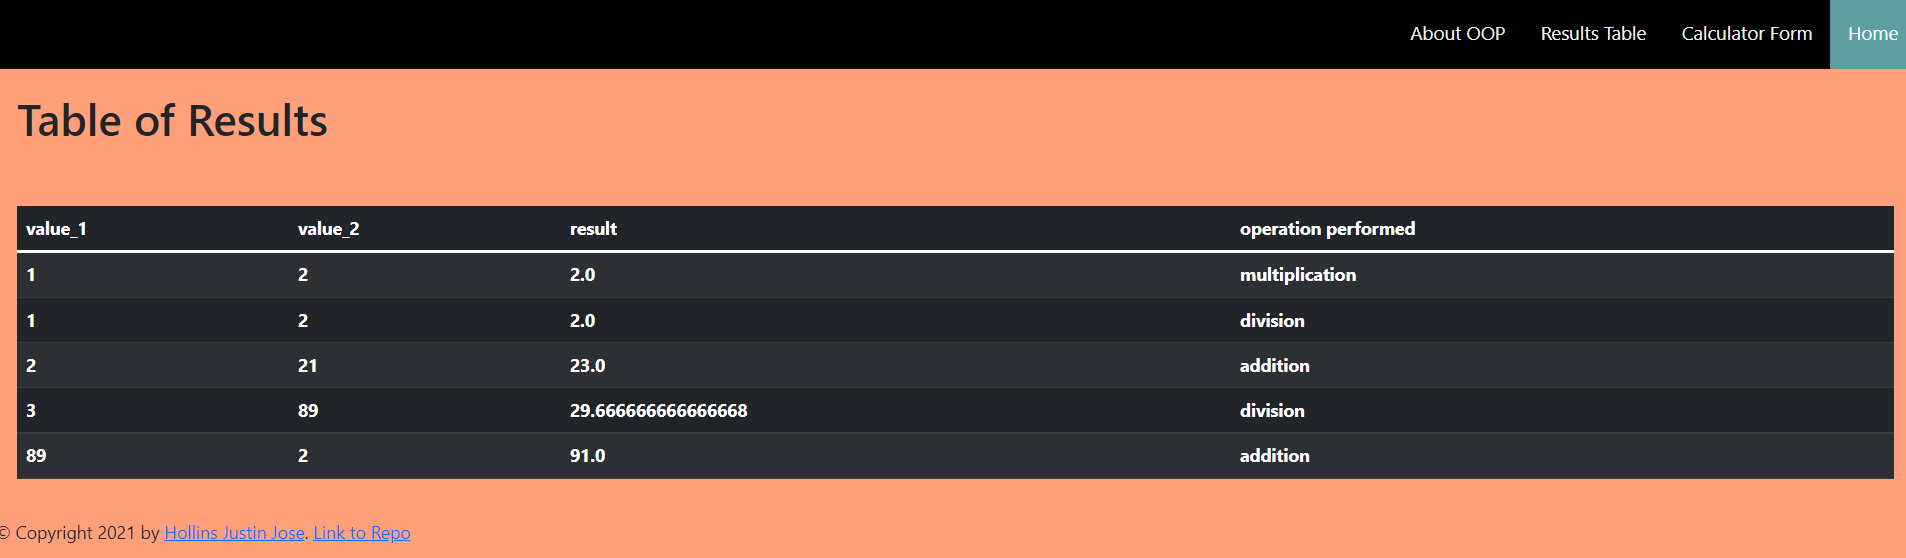 About OOP Results Table Calculator Form Home
Table of Results
value_1 value_2 result operation performed
1 2 2.0 multiplication
1 2 2.0 division
2 21 23.0 addition
3 89 29.666666666666668 division
89 2 91.0 addition
© Copyright 2021 by Hollins Justin Jose. Link to Repo